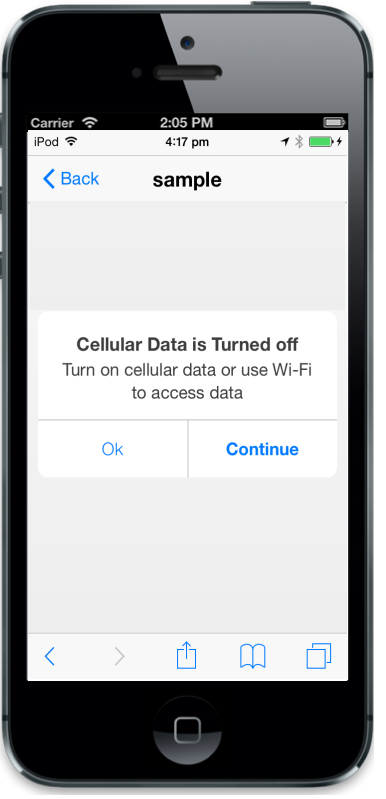 Carrier 2:05 PM
iPod 4:17 pm
Back sample
Cellular Data is Turned off
Turn on cellular data or use Wi-Fi
to access data
Ok Continue